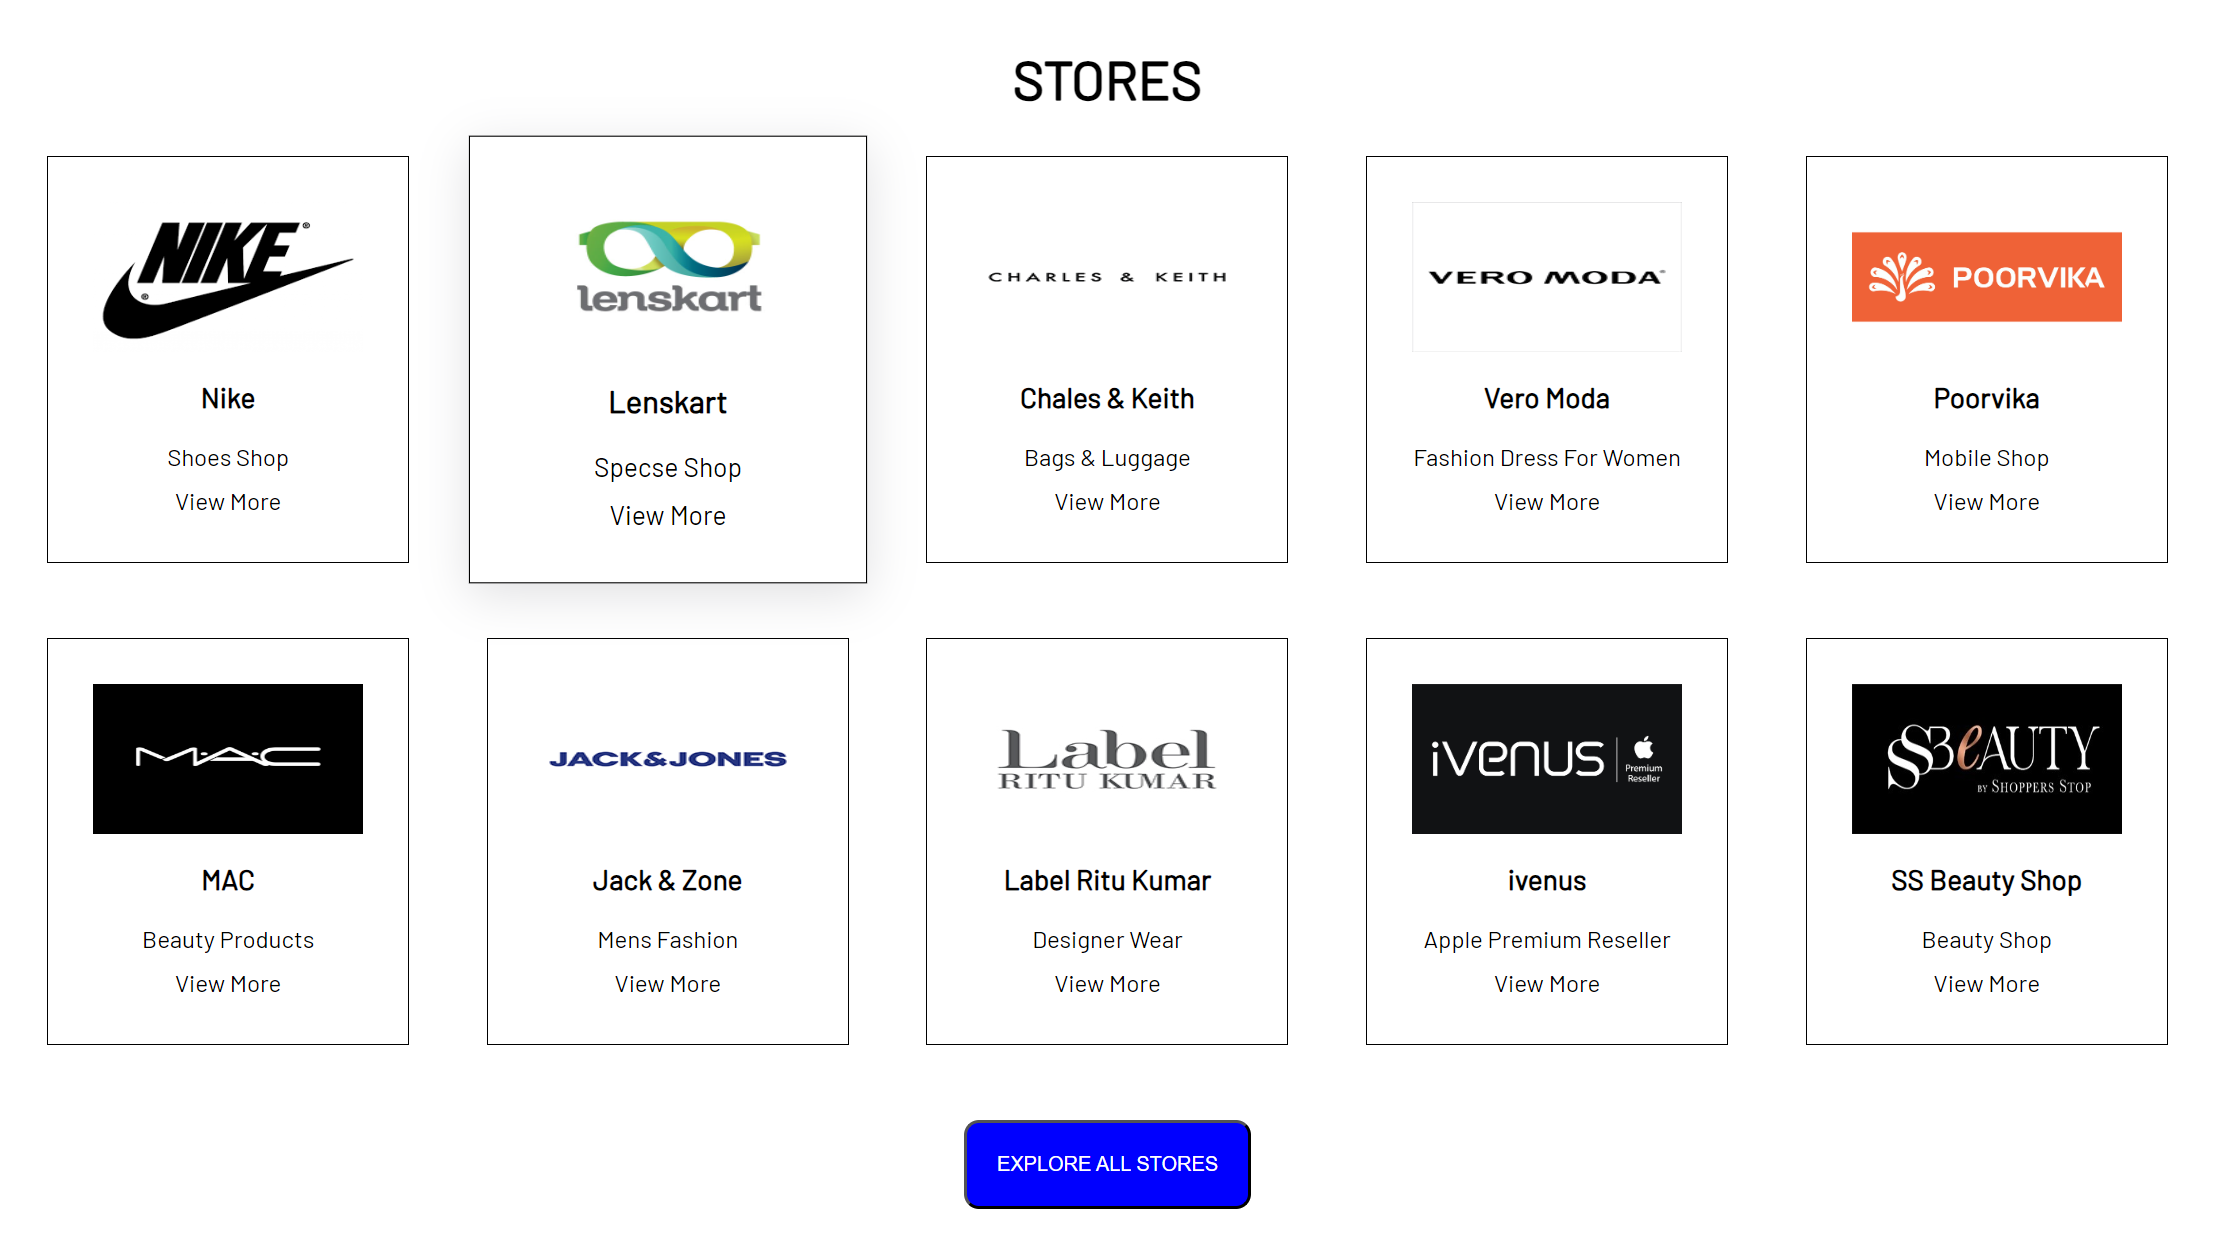 STORES
NIKE®
®
Nike
Shoes Shop
View More
lenskart
Lenskart
Specse Shop
View More
CHARLES & KEITH
Chales & Keith
Bags & Luggage
View More
VERO MODA®
Vero Moda
Fashion Dress For Women
View More
POORVIKA
Poorvika
Mobile Shop
View More
M·A·C
MAC
Beauty Products
View More
JACK&JONES
Jack & Zone
Mens Fashion
View More
Label
RITU KUMAR
Label Ritu Kumar
Designer Wear
View More
iVenus
Premium
Reseller
ivenus
Apple Premium Reseller
View More
SSBeAUTY
BY SHOPPERS STOP
SS Beauty Shop
Beauty Shop
View More
EXPLORE ALL STORES